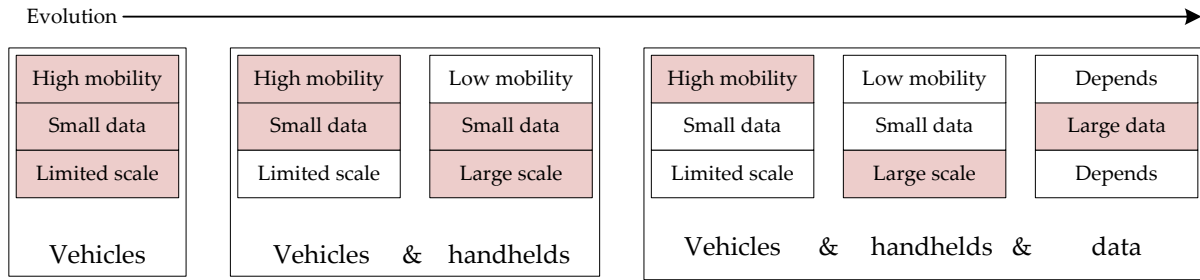 Evolution
High mobility
Small data
Limited scale
Vehicles
High mobility
Small data
Limited scale
Low mobility
Small data
Large scale
Vehicles & handhelds
High mobility
Small data
Limited scale
Low mobility
Small data
Large scale
Depends
Large data
Depends
Vehicles & handhelds & data